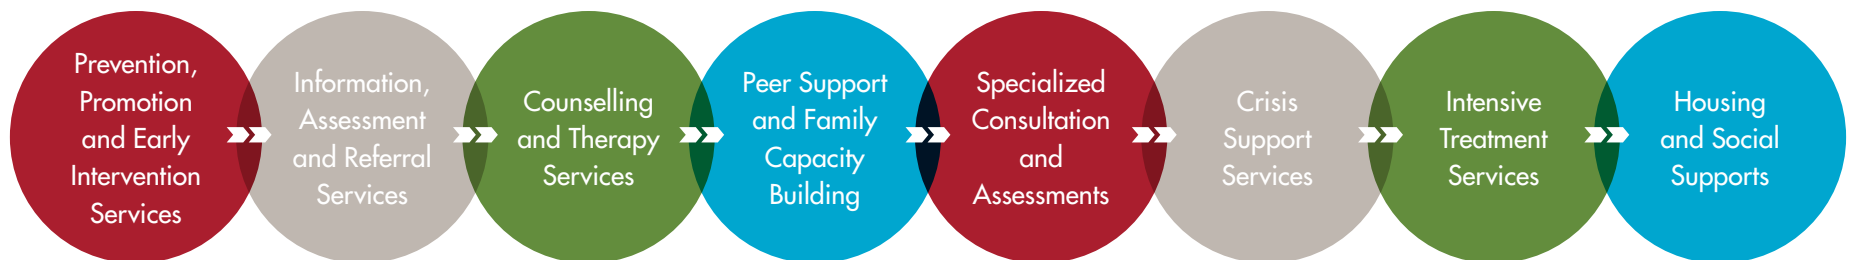 Prevention,
Promotion
and Early
Intervention
Services
Information,
Assessment
and Referral
Services
Counselling
and Therapy
Services
Peer Support
and Family
Capacity
Building
Specialized
Consultation
and
Assessments
Crisis
Support
Services
Intensive
Treatment
Services
Housing
and Social
Supports